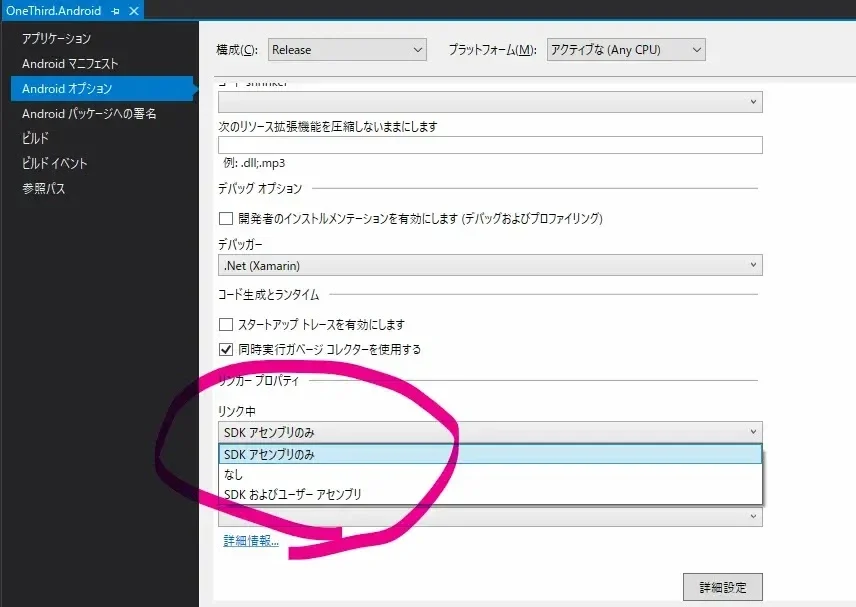 OneThird.Android
アプリケーション
Android マニフェスト
Android オプション
Android パッケージへの署名
ビルド
ビルド イベント
参照パス
構成(C): Release プラットフォーム(M): アクティブな (Any CPU)
コード shrinker
次のリソース拡張機能を圧縮しないままにします
例: .dll;.mp3
デバッグ オプション
開発者のインストルメンテーションを有効にします (デバッグおよびプロファイリング)
デバッガー
.Net (Xamarin)
コード生成とランタイム
スタートアップ トレースを有効にします
同時実行ガベージ コレクターを使用する
リンカー プロパティ
リンク中
SDK アセンブリのみ
SDK アセンブリのみ
なし
SDK およびユーザー アセンブリ
詳細情報...
詳細設定